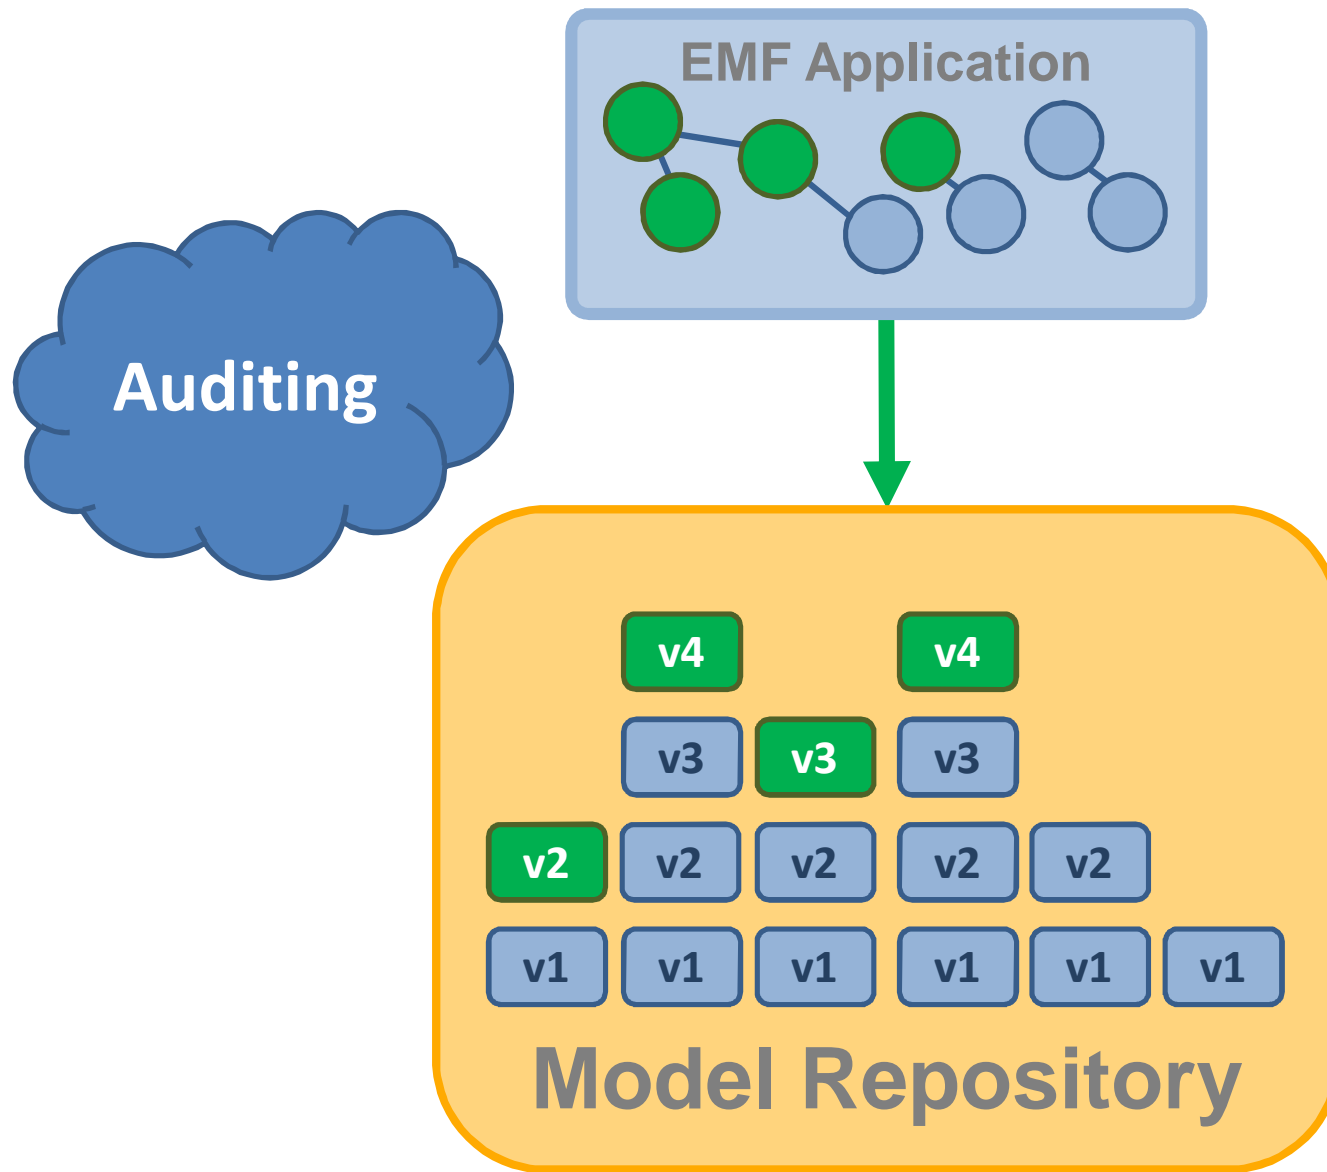 EMF Application
Auditing
v4 v4
v3 v3 v3
v2 v2 v2 v2 v2
v1 v1 v1 v1 v1 v1
Model Repository